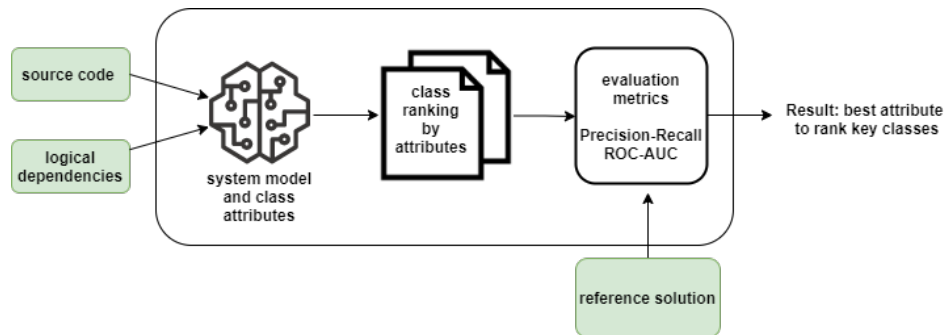 source code
logical
dependencies
system model
and class
attributes
class
ranking
by
attributes
evaluation
metrics
Precision-Recall
ROC-AUC
Result: best attribute
to rank key classes
reference solution